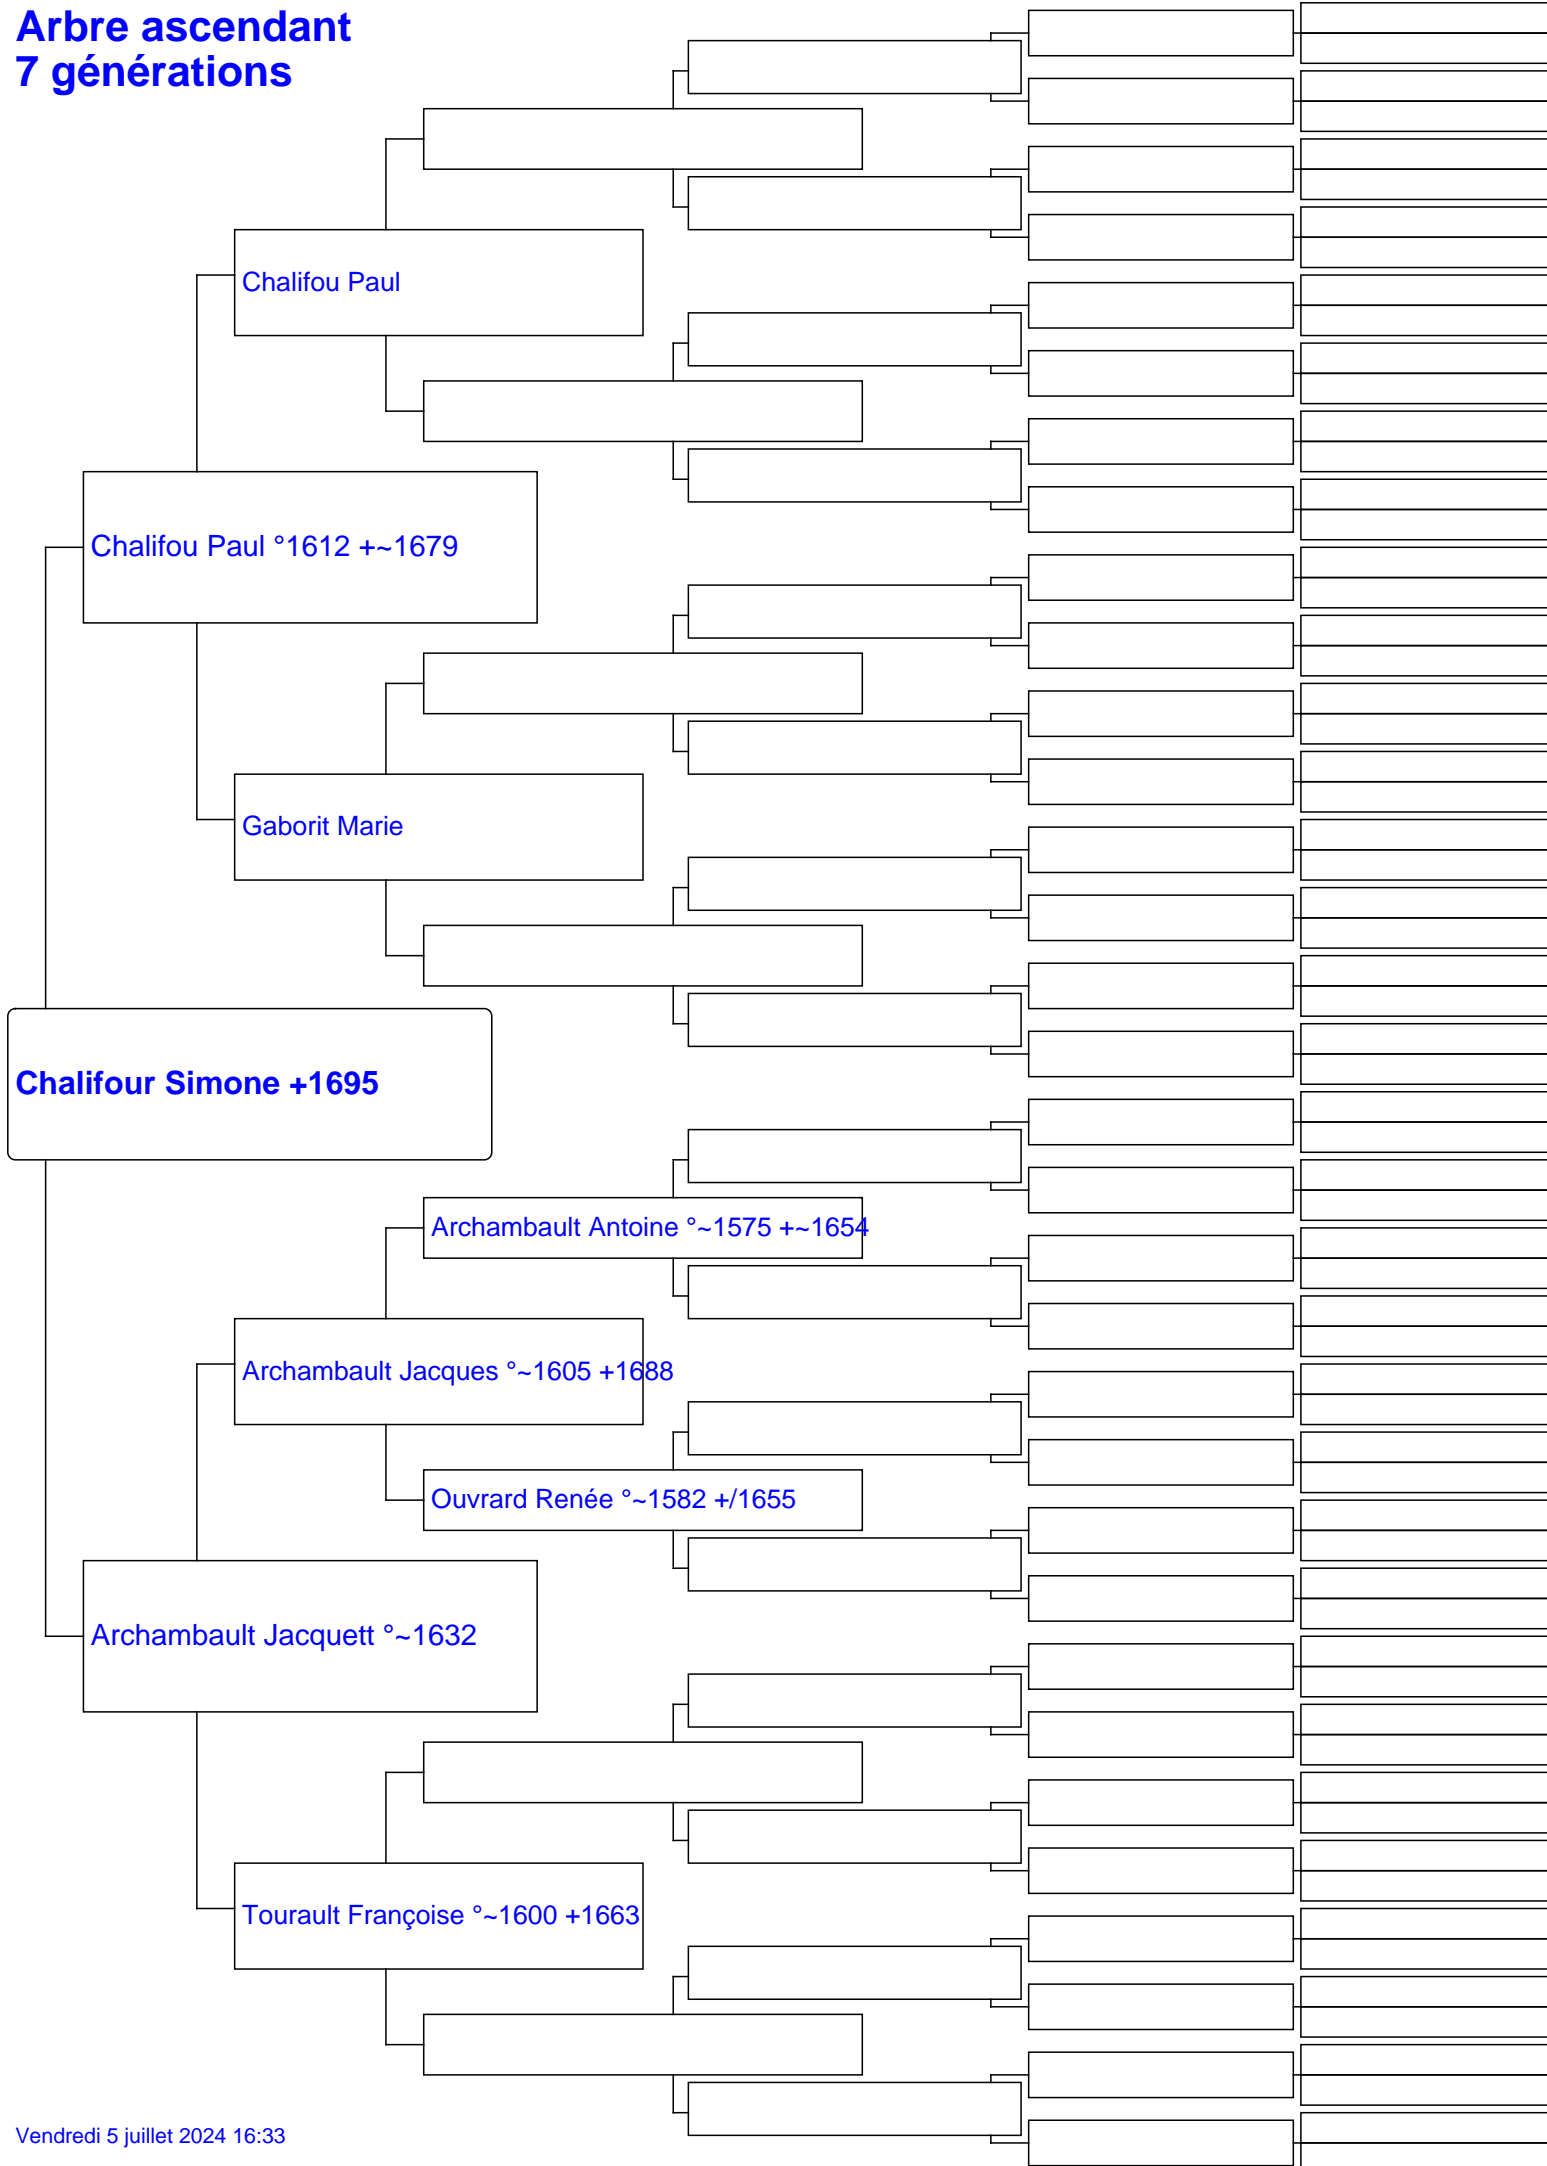 Arbre ascendant
7 générations
Chalifou Paul
Chalifou Paul °1612 +~1679
Gaborit Marie
Chalifour Simone +1695
Archambault Antoine °~1575 +~1654
Archambault Jacques °~1605 +1688
Ouvrard Renée °~1582 +/1655
Archambault Jacquett °~1632
Tourault Françoise °~1600 +1663
Vendredi 5 juillet 2024 16:33